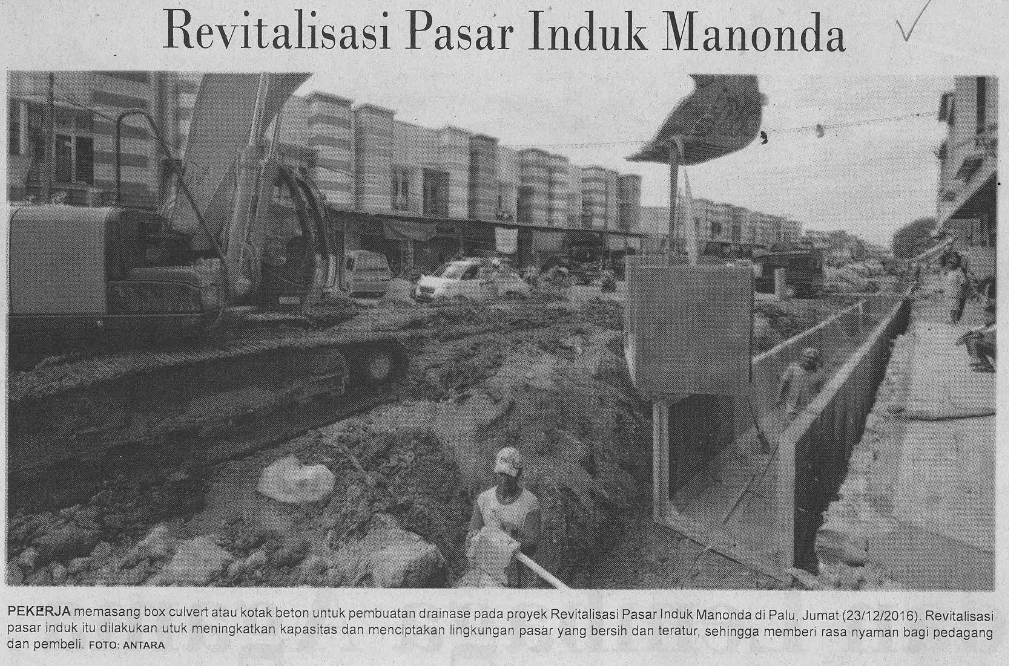 Revitalisasi Pasar Induk Manonda
PEKERJA memasang box culvert atau kotak beton untuk pembuatan drainase pada proyek Revitalisasi Pasar Induk Manonda di Palu, Jumat (23/12/2016). Revitalisasi
pasar induk itu dilakukan utuk meningkatkan kapasitas dan menciptakan lingkungan pasar yang bersih dan teratur, sehingga memberi rasa nyaman bagi pedagang
dan pembeli. FOTO: ANTARA